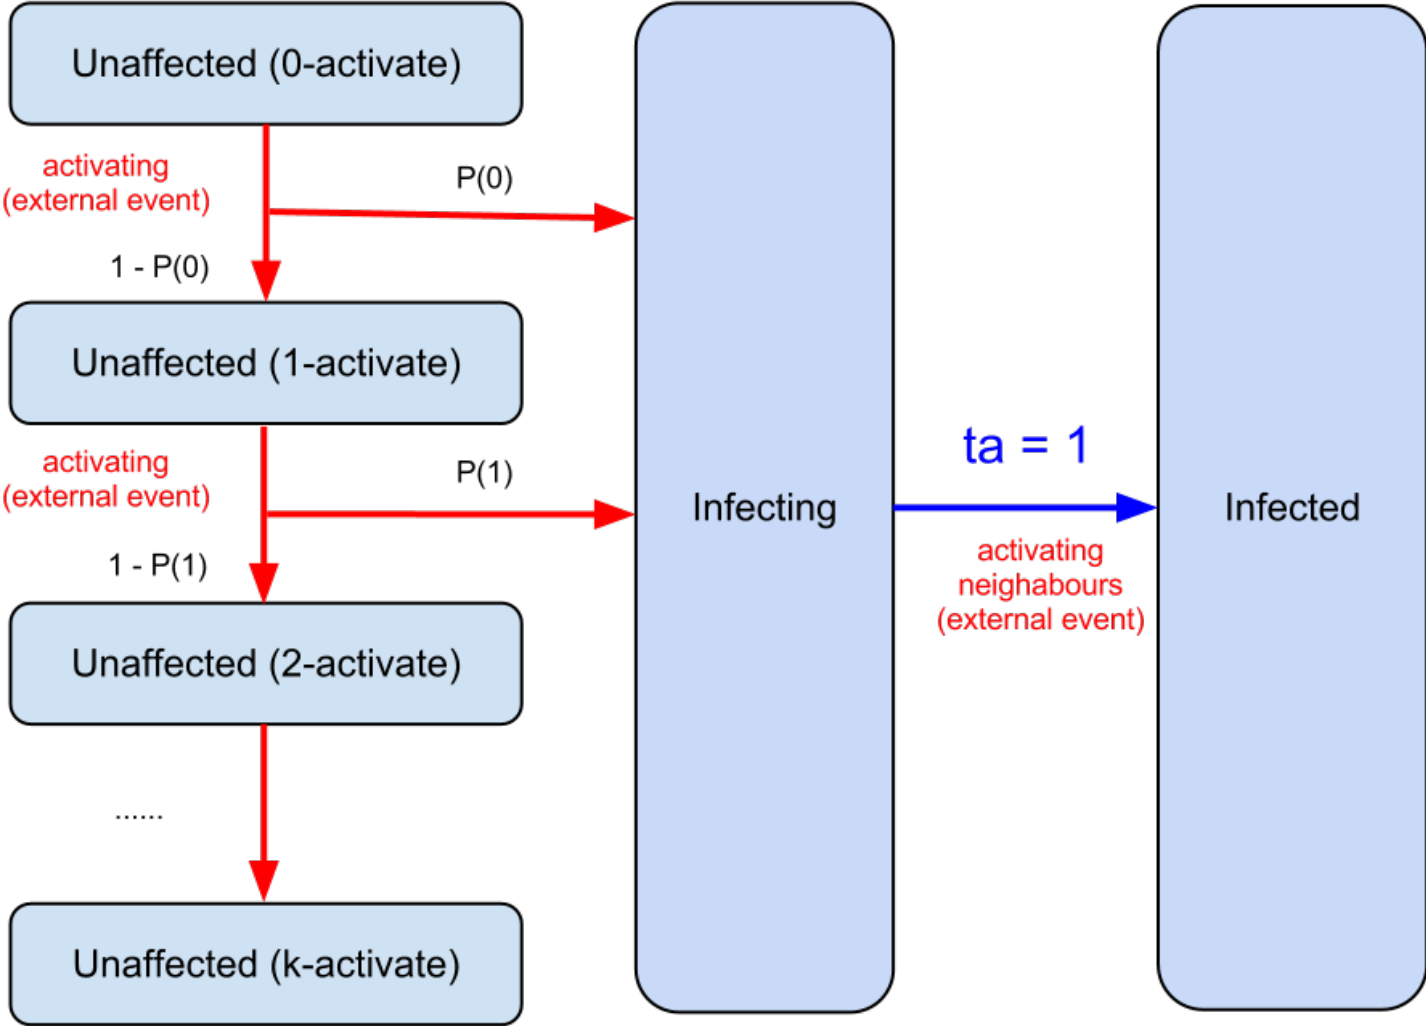 Unaffected (0-activate)
activating
(external event)
P(0)
1 - P(0)
Unaffected (1-activate)
activating
(external event)
P(1)
1 - P(1)
Unaffected (2-activate)
......
Unaffected (k-activate)
Infecting
ta = 1
activating
neighabours
(external event)
Infected